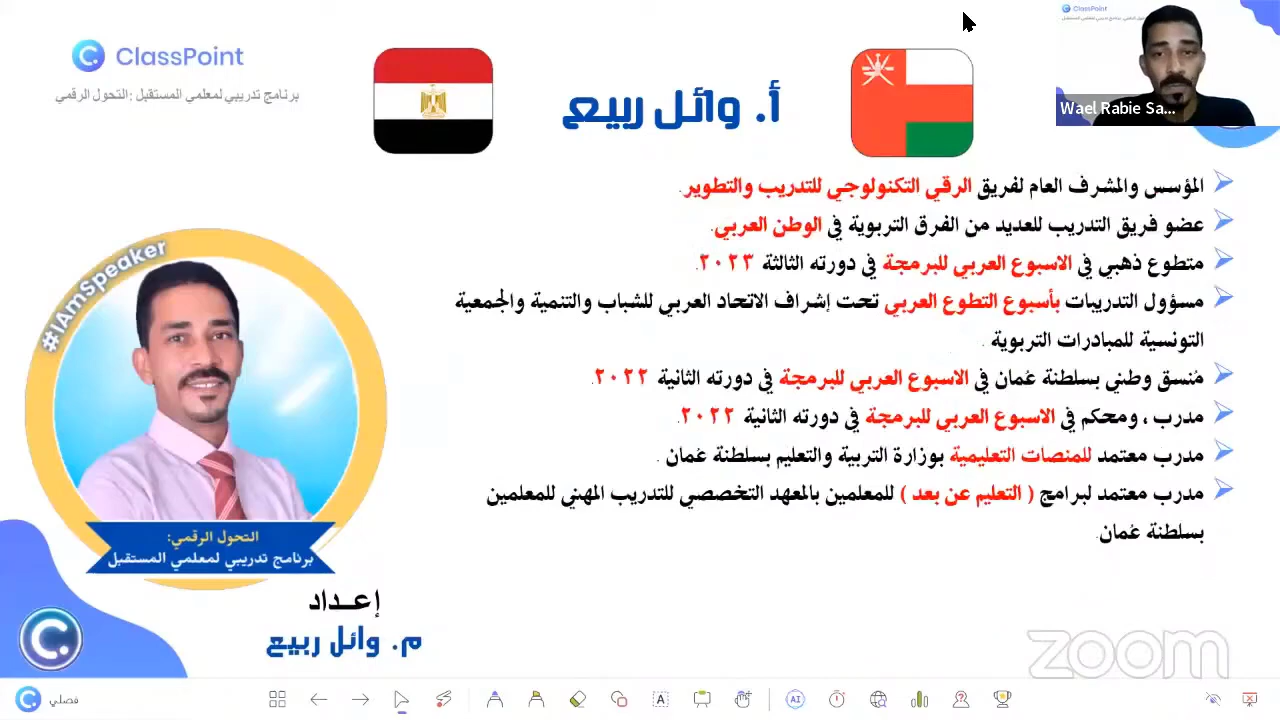 ClassPoint
برنامج تدريبي لمعلمي المستقبل :التحول الرقمي
أ. وائل ربيع
ClassPoint
Wael Rabie Sa...
المؤسس والمشرف العام لفريق الرقي التكنولوجي للتدريب والتطوير.
عضو فريق التدريب للعديد من الفرق التربوية في الوطن العربي.
متطوع ذهبي في الاسبوع العربي للبرمجة في دورته الثالثة ٢٠٢٣.
مسؤول التدريبات بأسبوع التطوع العربي تحت إشراف الاتحاد العربي للشباب والتنمية والجمعية
التونسية للمبادرات التربوية .
مُنسق وطني بسلطنة عُمان في الاسبوع العربي للبرمجة في دورته الثانية ٢٠٢٢.
مدرب ، ومحكم في الاسبوع العربي للبرمجة في دورته الثانية ٢٠٢٢.
مدرب معتمد للمنصات التعليمية بوزارة التربية والتعليم بسلطنة عُمان .
مدرب معتمد لبرامج ( التعليم عن بعد ) للمعلمين بالمعهد التخصصي للتدريب المهني للمعلمين
بسلطنة عُمان.
#IAmSpeaker
التحول الرقمي:
برنامج تدريبي لمعلمي المستقبل
إعـداد
م. وائل ربيع
zoom
فصلي
A
AI